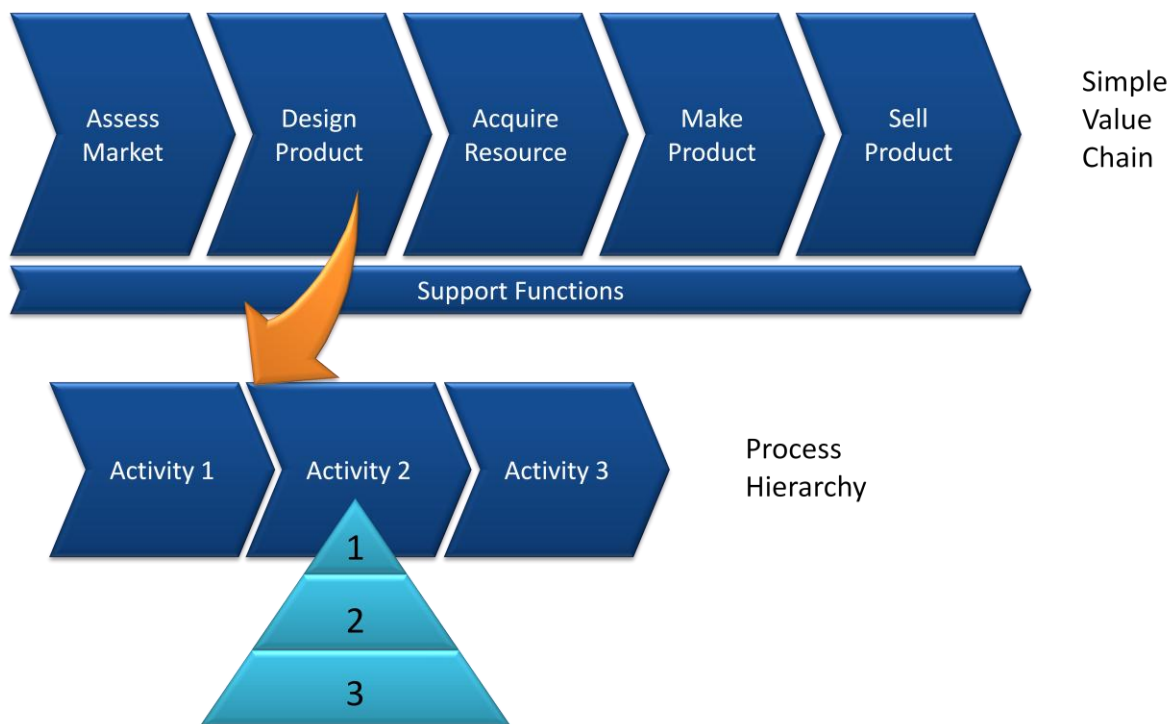 Assess
Market
Design
Product
Acquire
Resource
Make
Product
Sell
Product
Simple
Value
Chain
Support Functions
Activity 1
Activity 2
Activity 3
Process
Hierarchy
1
2
3